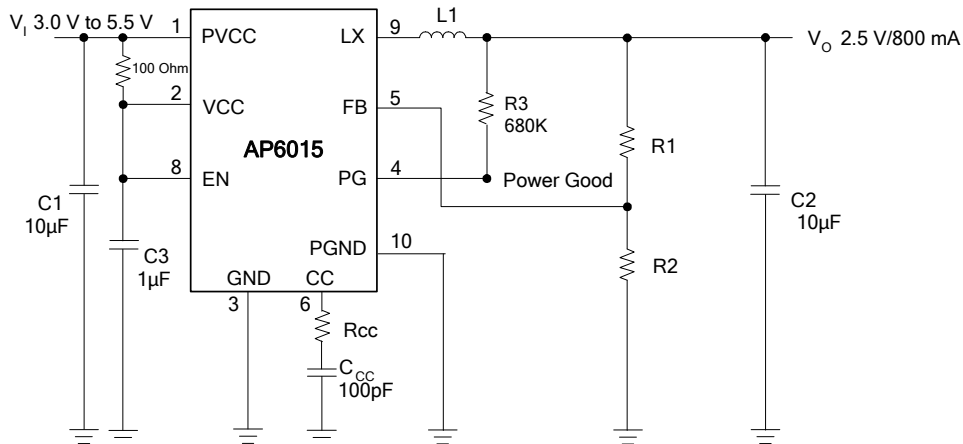 V_I 3.0 V to 5.5 V
1
PVCC
LX
9
L1
V_O 2.5 V/800 mA
100 Ohm
2
VCC
FB
5
R3
680K
R1
AP6015
8
EN
PG
4
Power Good
C1
10µF
C2
10µF
C3
1µF
PGND
10
R2
GND
CC
3
6
Rcc
C_CC
100pF